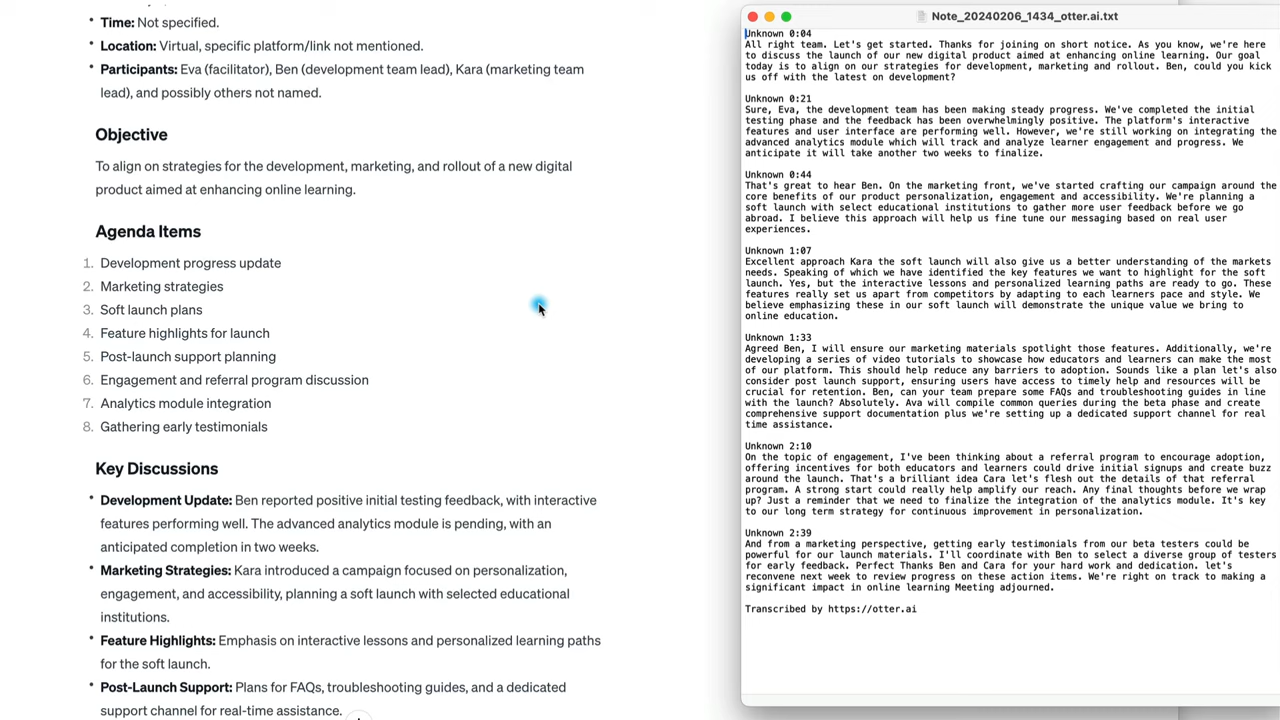 Time: Not specified.
Location: Virtual, specific platform/link not mentioned.
Participants: Eva (facilitator), Ben (development team lead), Kara (marketing team
lead), and possibly others not named.
Objective
To align on strategies for the development, marketing, and rollout of a new digital
product aimed at enhancing online learning.
Agenda Items
1. Development progress update
2. Marketing strategies
3. Soft launch plans
4. Feature highlights for launch
5. Post-launch support planning
6. Engagement and referral program discussion
7. Analytics module integration
8. Gathering early testimonials
Key Discussions
Development Update: Ben reported positive initial testing feedback, with interactive
features performing well. The advanced analytics module is pending, with an
anticipated completion in two weeks.
Marketing Strategies: Kara introduced a campaign focused on personalization,
engagement, and accessibility, planning a soft launch with selected educational
institutions.
Feature Highlights: Emphasis on interactive lessons and personalized learning paths
for the soft launch.
Post-Launch Support: Plans for FAQs, troubleshooting guides, and a dedicated
support channel for real-time assistance.
Note_20240206_1434_otter.ai.txt
Unknown 0:04
All right team. Let's get started. Thanks for joining on short notice. As you know, we're here
to discuss the launch of our new digital product aimed at enhancing online learning. Our goal
today is to align on our strategies for development, marketing and rollout. Ben, could you kick
us off with the latest on development?
Unknown 0:21
Sure, Eva, the development team has been making steady progress. We've completed the initial
testing phase and the feedback has been overwhelmingly positive. The platform's interactive
features and user interface are performing well. However, we're still working on integrating the
advanced analytics module which will track and analyze learner engagement and progress. We
anticipate it will take another two weeks to finalize.
Unknown 0:44
That's great to hear Ben. On the marketing front, we've started crafting our campaign around the
core benefits of our product personalization, engagement and accessibility. We're planning a
soft launch with select educational institutions to gather more user feedback before we go
abroad. I believe this approach will help us fine tune our messaging based on real user
experiences.
Unknown 1:07
Excellent approach Kara the soft launch will also give us a better understanding of the markets
needs. Speaking of which we have identified the key features we want to highlight for the soft
launch. Yes, but the interactive lessons and personalized learning paths are ready to go. These
features really set us apart from competitors by adapting to each learners pace and style. We
believe emphasizing these in our soft launch will demonstrate the unique value we bring to
online education.
Unknown 1:33
Agreed Ben, I will ensure our marketing materials spotlight those features. Additionally, we're
developing a series of video tutorials to showcase how educators and learners can make the most
of our platform. This should help reduce any barriers to adoption. Sounds like a plan let's also
consider post launch support, ensuring users have access to timely help and resources will be
crucial for retention. Ben, can your team prepare some FAQs and troubleshooting guides in line
with the launch? Absolutely. Ava will compile common queries during the beta phase and create
comprehensive support documentation plus we're setting up a dedicated support channel for real
time assistance.
Unknown 2:10
On the topic of engagement, I've been thinking about a referral program to encourage adoption,
offering incentives for both educators and learners could drive initial signups and create buzz
around the launch. That's a brilliant idea Cara let's flesh out the details of that referral
program. A strong start could really help amplify our reach. Any final thoughts before we wrap
up? Just a reminder that we need to finalize the integration of the analytics module. It's key
to our long term strategy for continuous improvement in personalization.
Unknown 2:39
And from a marketing perspective, getting early testimonials from our beta testers could be
powerful for our launch materials. I'll coordinate with Ben to select a diverse group of testers
for early feedback. Perfect Thanks Ben and Cara for your hard work and dedication. let's
reconvene next week to review progress on these action items. We're right on track to making a
significant impact in online learning Meeting adjourned.
Transcribed by https://otter.ai